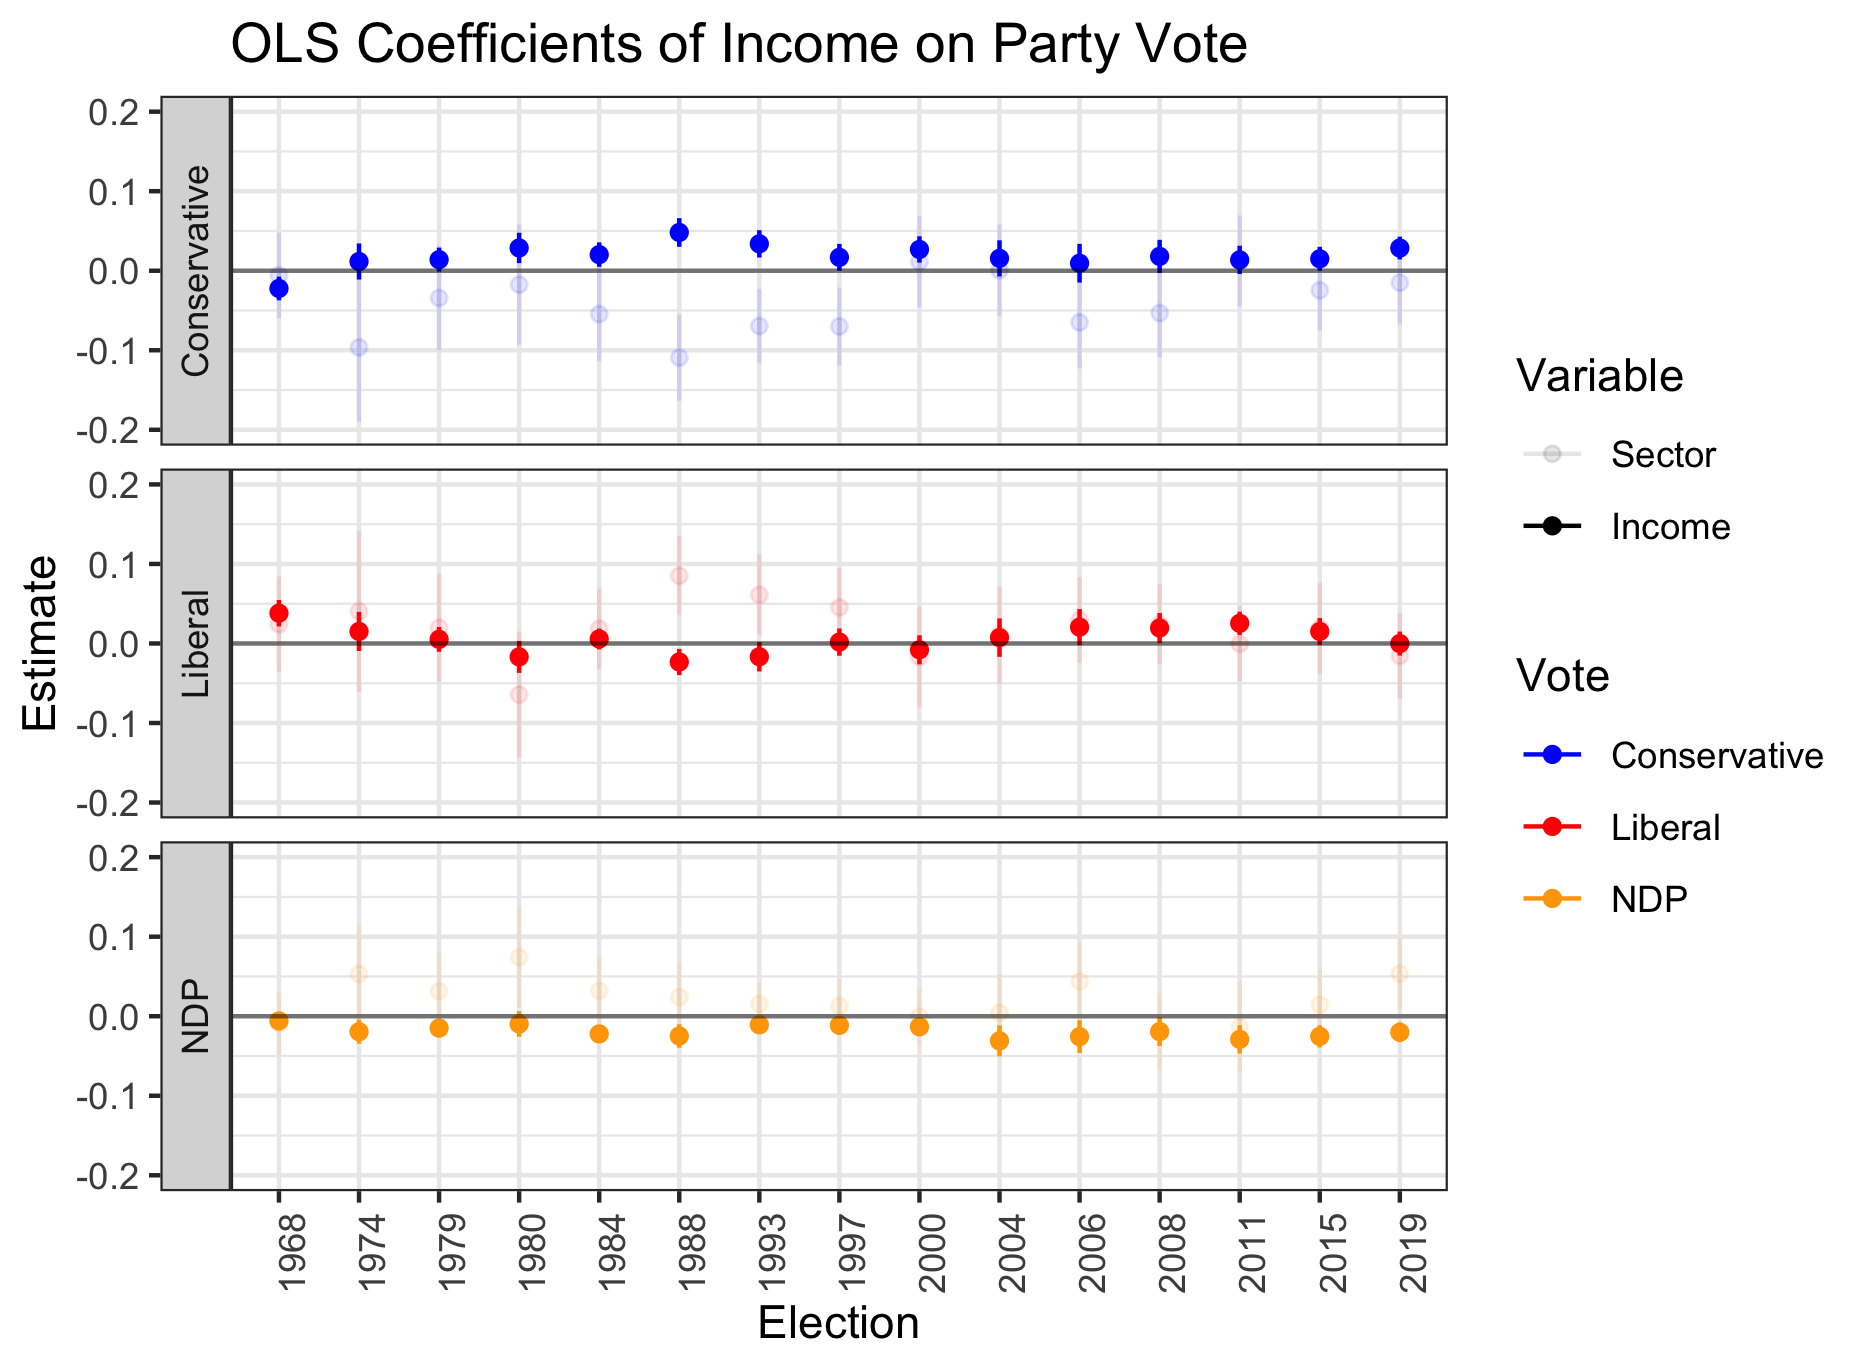 OLS Coefficients of Income on Party Vote
Estimate
Conservative
0.2
0.1
0.0
-0.1
-0.2
Liberal
0.2
0.1
0.0
-0.1
-0.2
NDP
0.2
0.1
0.0
-0.1
-0.2
1968 1974 1979 1980 1984 1988 1993 1997 2000 2004 2006 2008 2011 2015 2019
Election
Variable
Sector
Income
Vote
Conservative
Liberal
NDP